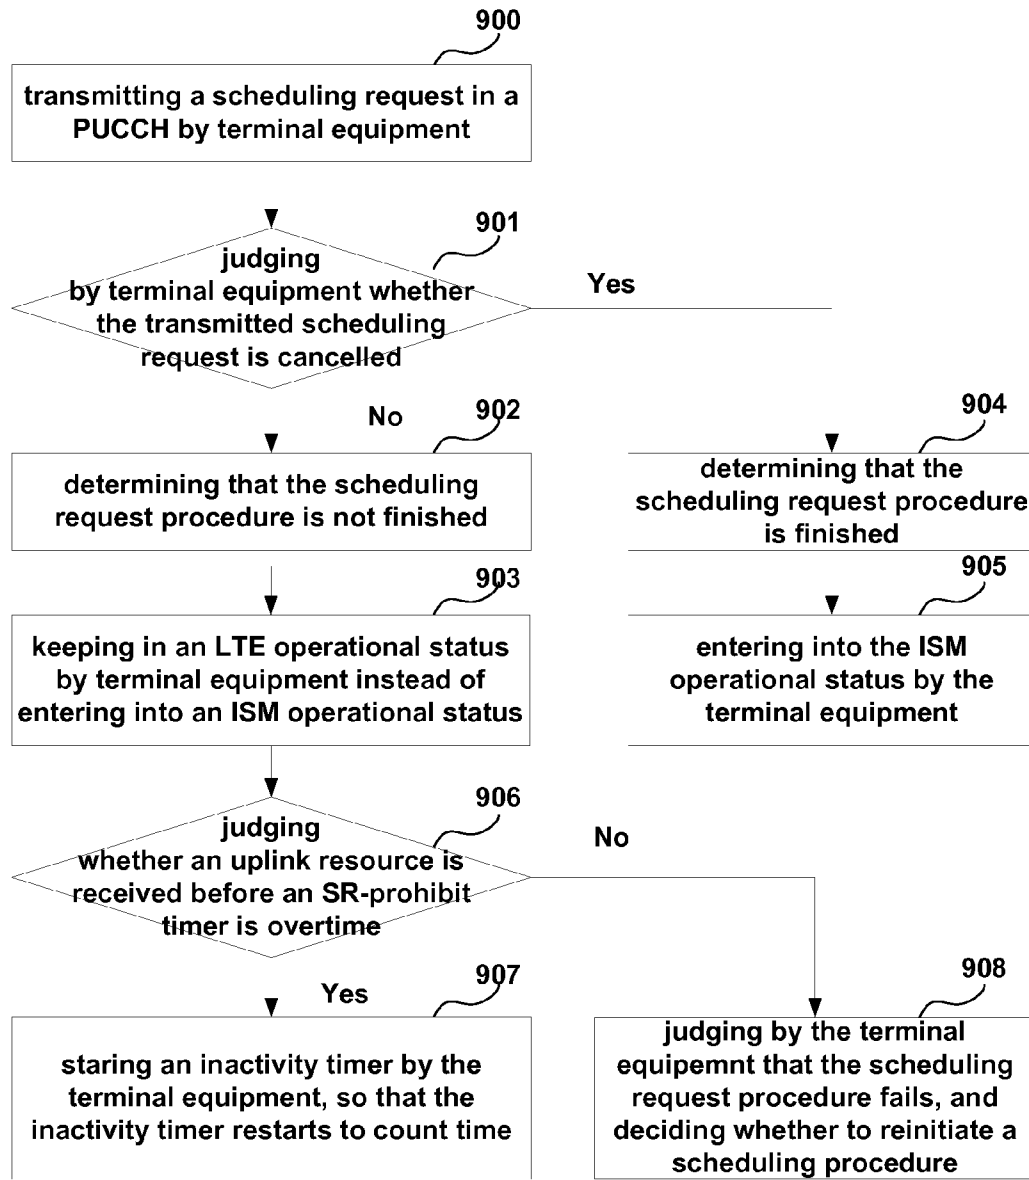 900
transmitting a scheduling request in a
PUCCH by terminal equipment
901
judging
by terminal equipment whether
the transmitted scheduling
request is cancelled
Yes
No
902
determining that the scheduling
request procedure is not finished
904
determining that the
scheduling request procedure
is finished
903
keeping in an LTE operational status
by terminal equipment instead of
entering into an ISM operational status
905
entering into the ISM
operational status by the
terminal equipment
906
judging
whether an uplink resource is
received before an SR-prohibit
timer is overtime
No
Yes
907
staring an inactivity timer by the
terminal equipment, so that the
inactivity timer restarts to count time
908
judging by the terminal
equipemnt that the scheduling
request procedure fails, and
deciding whether to reinitiate a
scheduling procedure